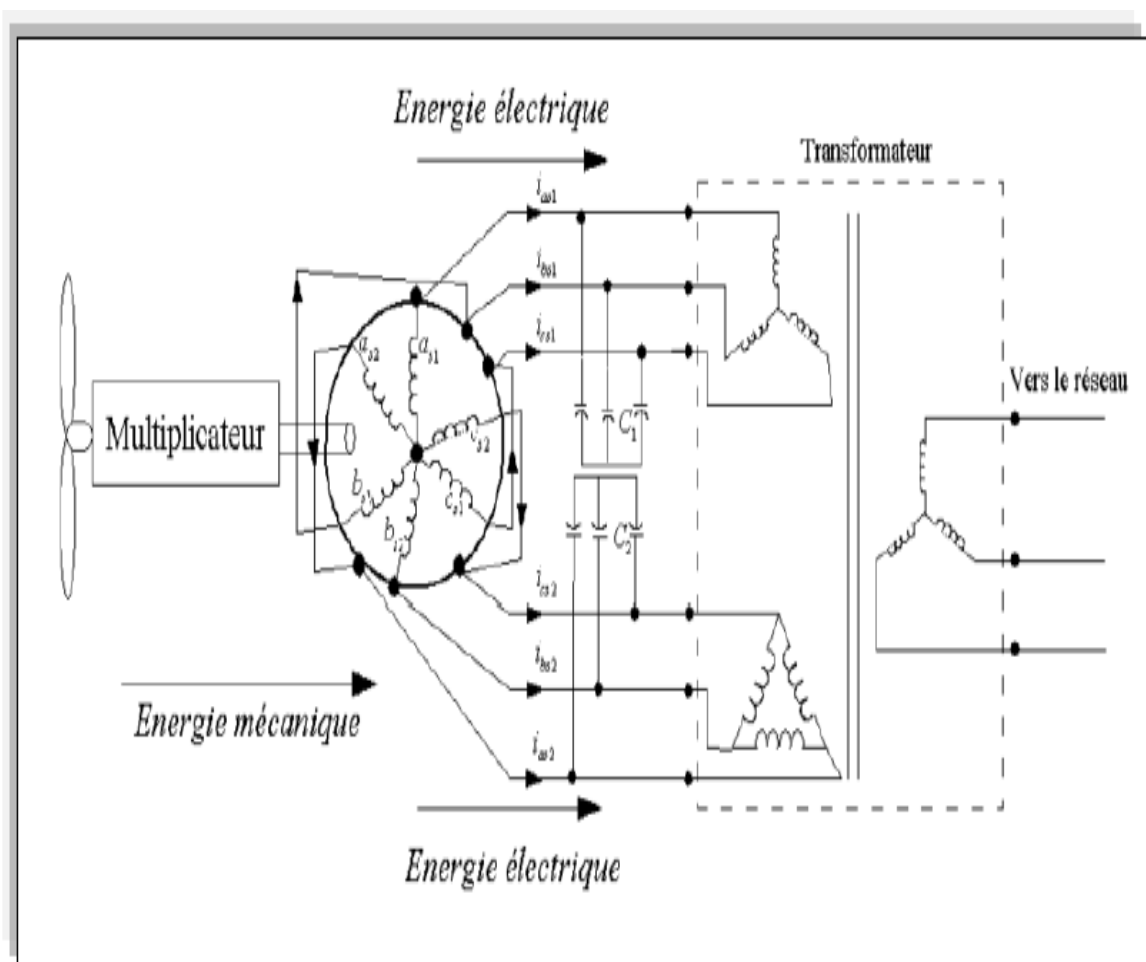 Energie électrique
Transformateur
i_as1
i_bs1
i_cs1
a_s2
a_s1
Vers le réseau
Multiplicateur
c_s2
C_1
b_s1
c_s1
b_s2
C_2
i_cs2
i_bs2
Energie mécanique
i_as2
Energie électrique